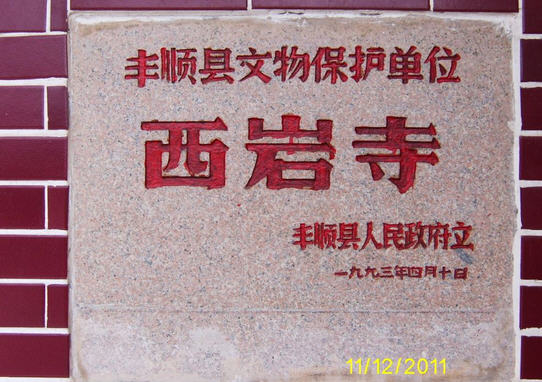 丰顺县文物保护单位
西岩寺
丰顺县人民政府立
一九九三年四月十日
11/12/2011